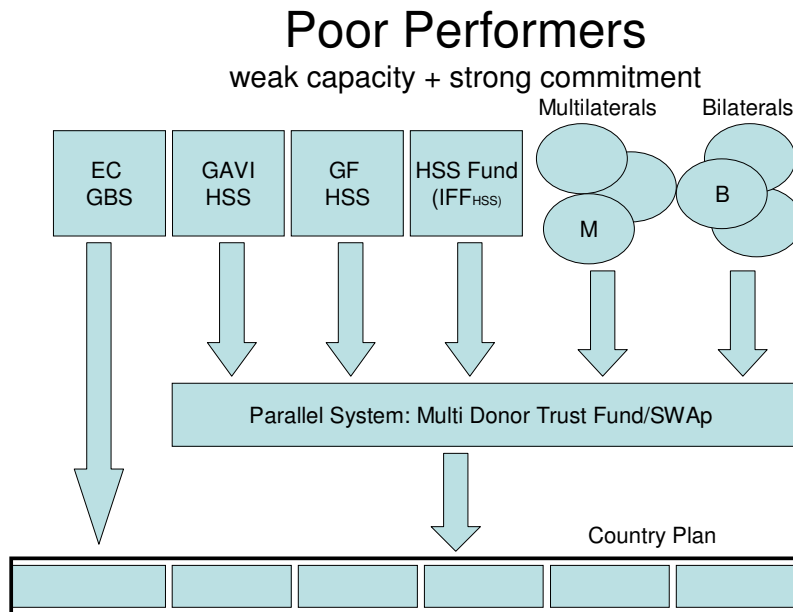 Poor Performers
weak capacity + strong commitment
Multilaterals
Bilaterals
EC
GBS
GAVI
HSS
GF
HSS
HSS Fund
(IFFHSS)
M
B
Parallel System: Multi Donor Trust Fund/SWAp
Country Plan